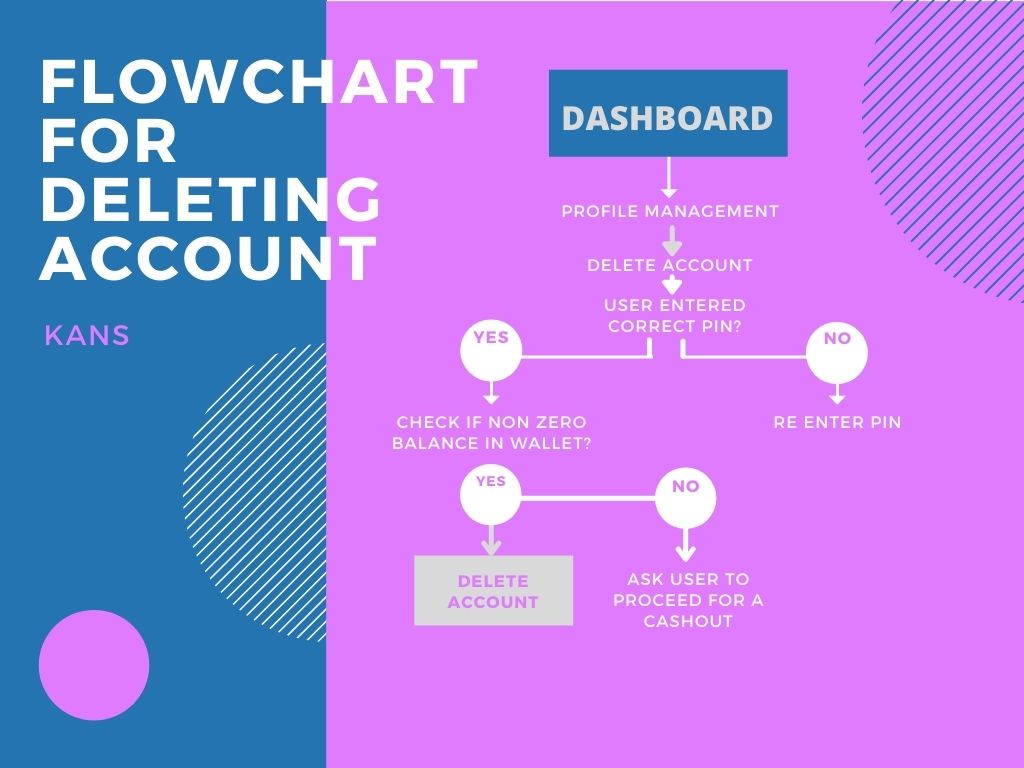 FLOWCHART
FOR
DELETING
ACCOUNT
KANS
DASHBOARD
PROFILE MANAGEMENT
DELETE ACCOUNT
USER ENTERED
CORRECT PIN?
YES
NO
CHECK IF NON ZERO
BALANCE IN WALLET?
RE ENTER PIN
YES
NO
DELETE
ACCOUNT
ASK USER TO
PROCEED FOR A
CASHOUT